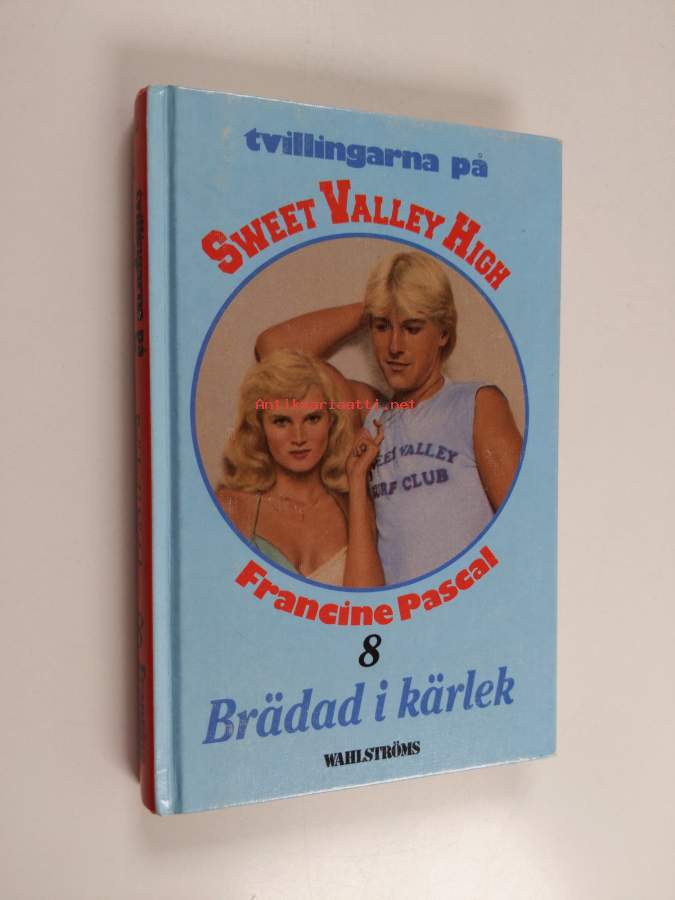 tvillingarna på
SWEET VALLEY HIGH
Antikvariaatti.net
SWEET VALLEY
SURF CLUB
Francine Pascal
8
Brädad i kärlek
WAHLSTRÖMS
tvillingarna på